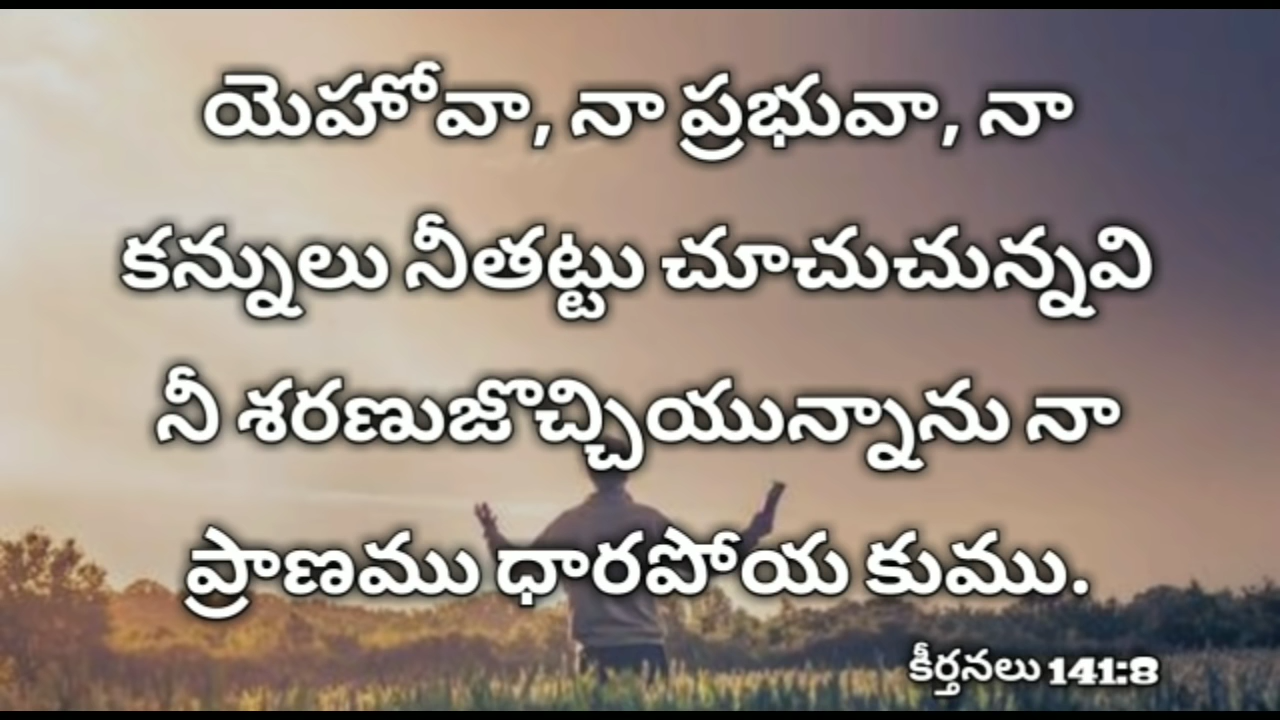 యెహోవా, నా ప్రభువా, నా
కన్నులు నీతట్టు చూచుచున్నవి
నీ శరణుజొచ్చియున్నాను నా
ప్రాణము ధారపోయ కుము.
కీర్తనలు 141:8